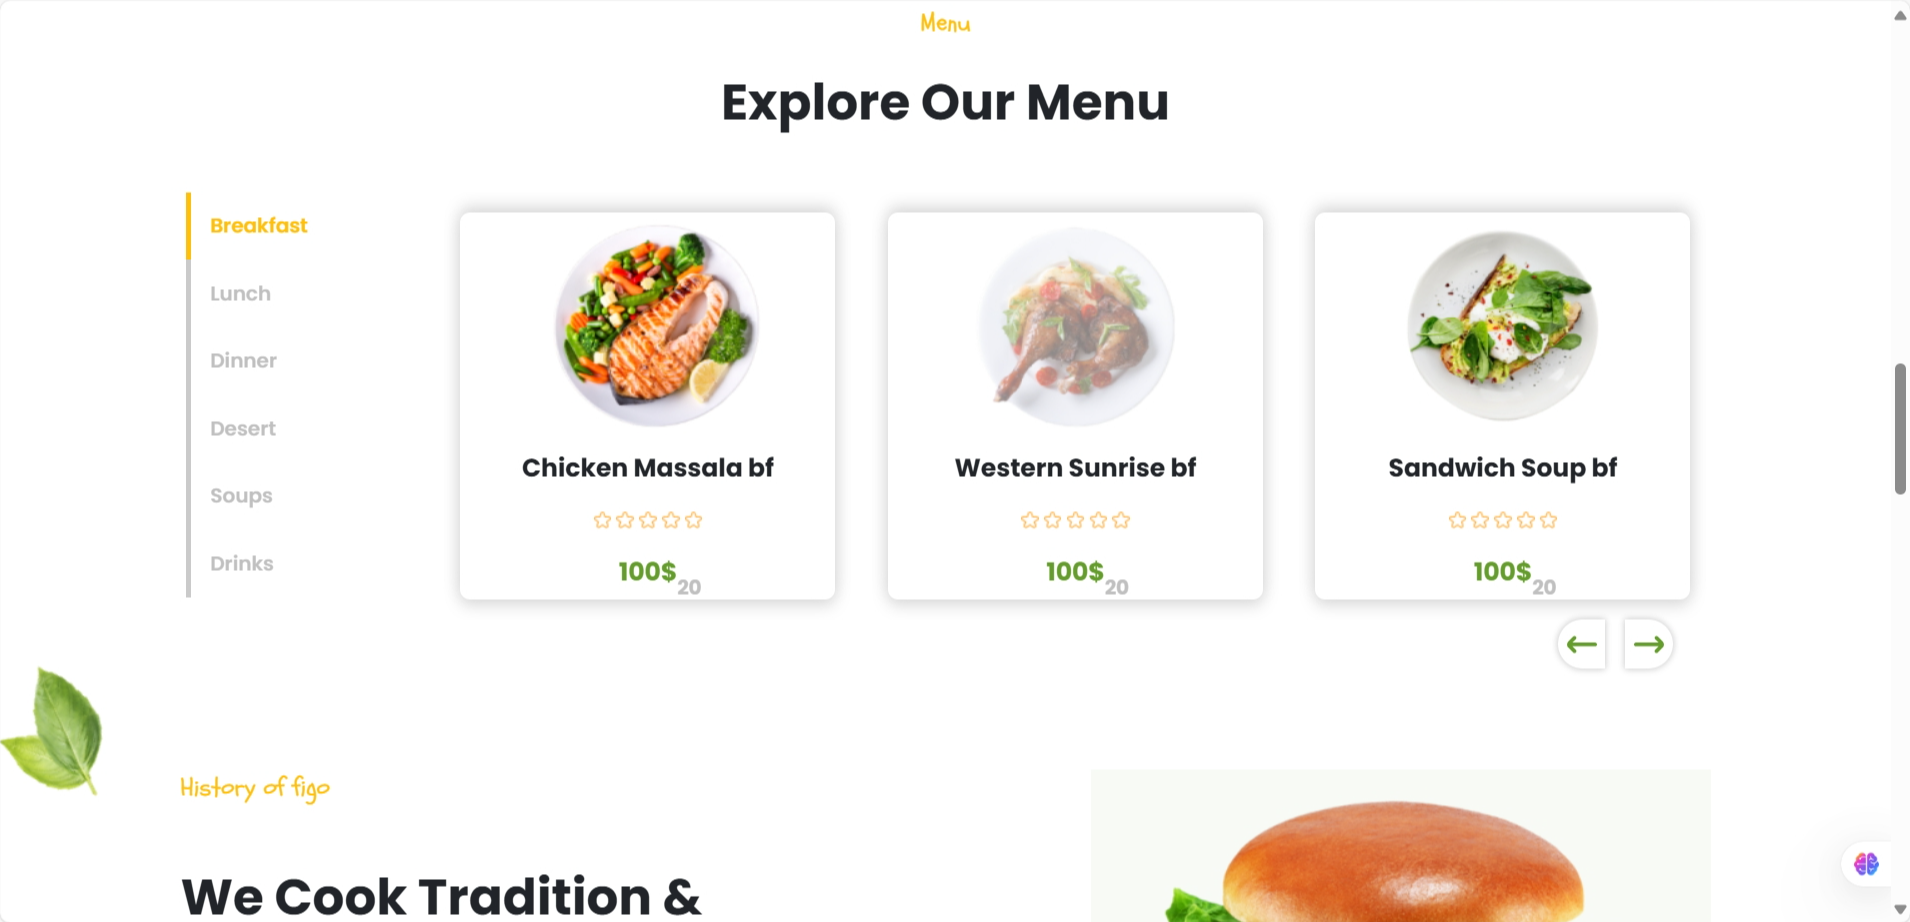 Menu
Explore Our Menu
Breakfast
Lunch
Dinner
Desert
Soups
Drinks
Chicken Massala bf
100$ 20
Western Sunrise bf
100$ 20
Sandwich Soup bf
100$ 20
History of figo
We Cook Tradition &